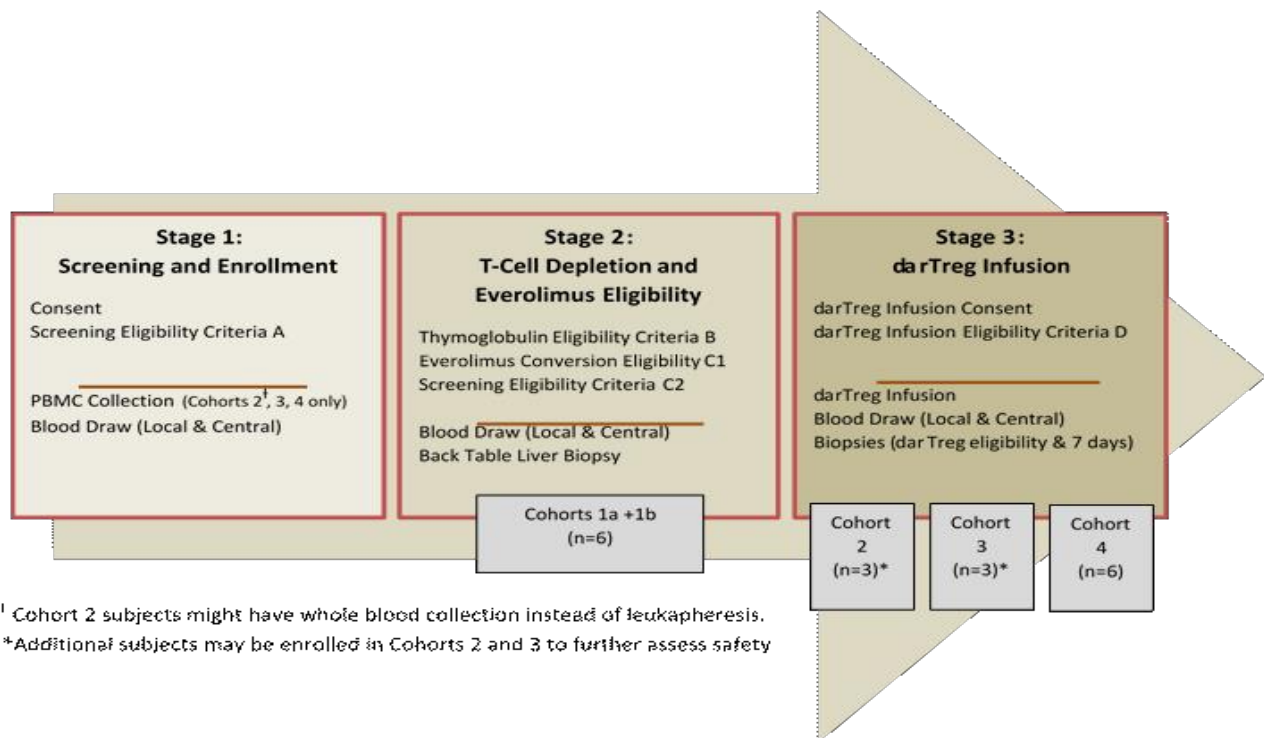 Stage 1:
Screening and Enrollment
Consent
Screening Eligibility Criteria A
PBMC Collection (Cohorts 2†, 3, 4 only)
Blood Draw (Local & Central)
Stage 2:
T-Cell Depletion and
Everolimus Eligibility
Thymoglobulin Eligibility Criteria B
Everolimus Conversion Eligibility C1
Screening Eligibility Criteria C2
Blood Draw (Local & Central)
Back Table Liver Biopsy
Cohorts 1a +1b
(n=6)
Stage 3:
darTreg Infusion
darTreg Infusion Consent
darTreg Infusion Eligibility Criteria D
darTreg Infusion
Blood Draw (Local & Central)
Biopsies (darTreg eligibility & 7 days)
Cohort
2
(n=3)*
Cohort
3
(n=3)*
Cohort
4
(n=6)
† Cohort 2 subjects might have whole blood collection instead of leukapheresis.
*Additional subjects may be enrolled in Cohorts 2 and 3 to further assess safety